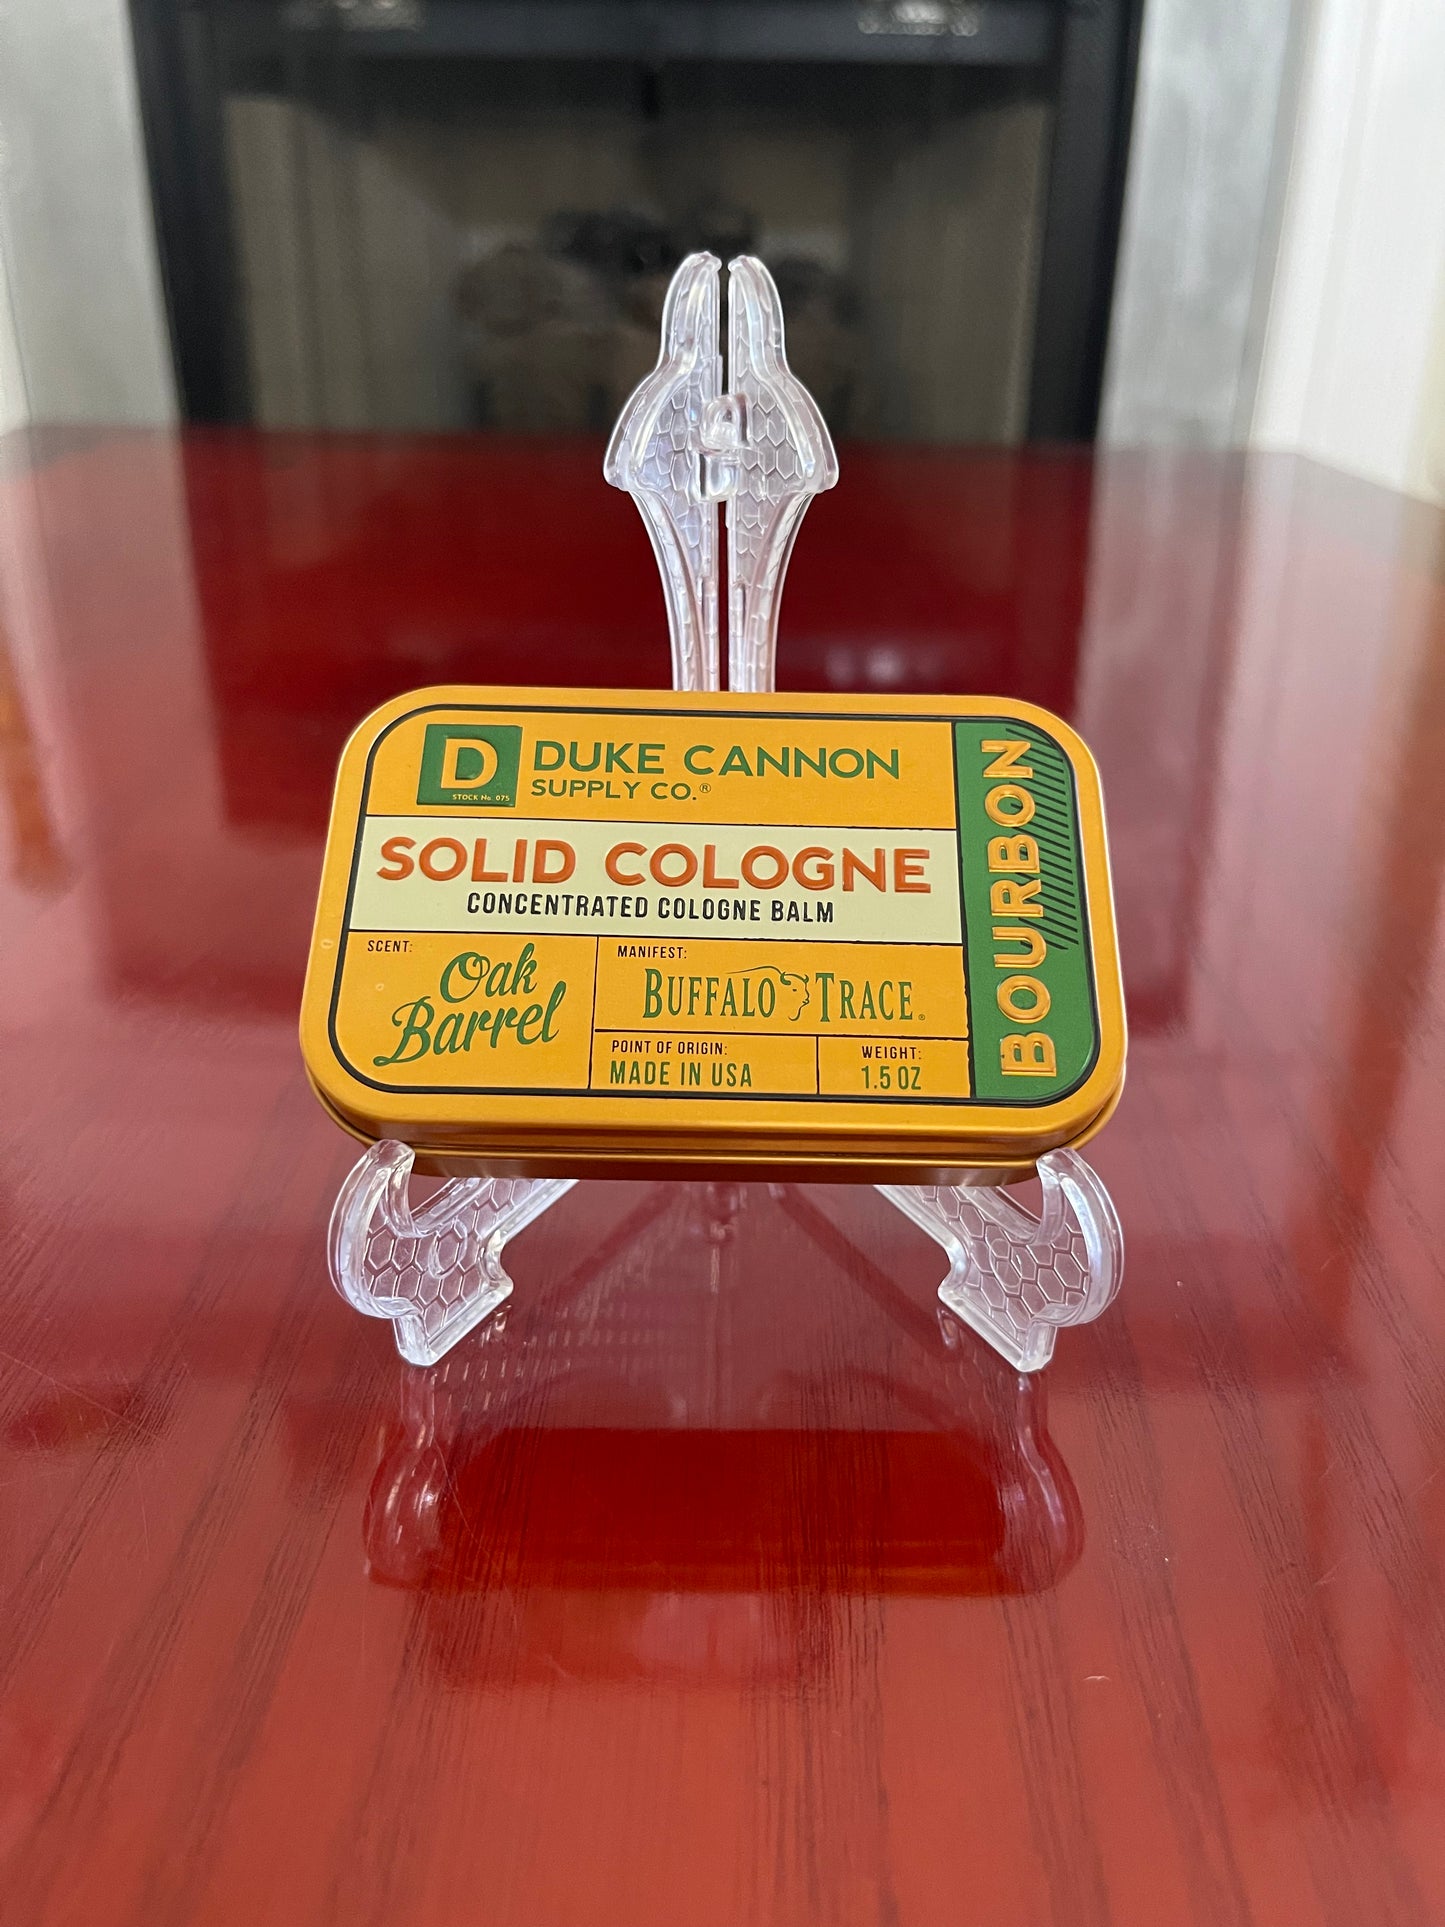 D
STOCK No. 075
DUKE CANNON
SUPPLY CO.®
SOLID COLOGNE
CONCENTRATED COLOGNE BALM
SCENT:
Oak
Barrel
MANIFEST:
BUFFALO TRACE®
POINT OF ORIGIN:
MADE IN USA
WEIGHT:
1.5 OZ
BOURBON